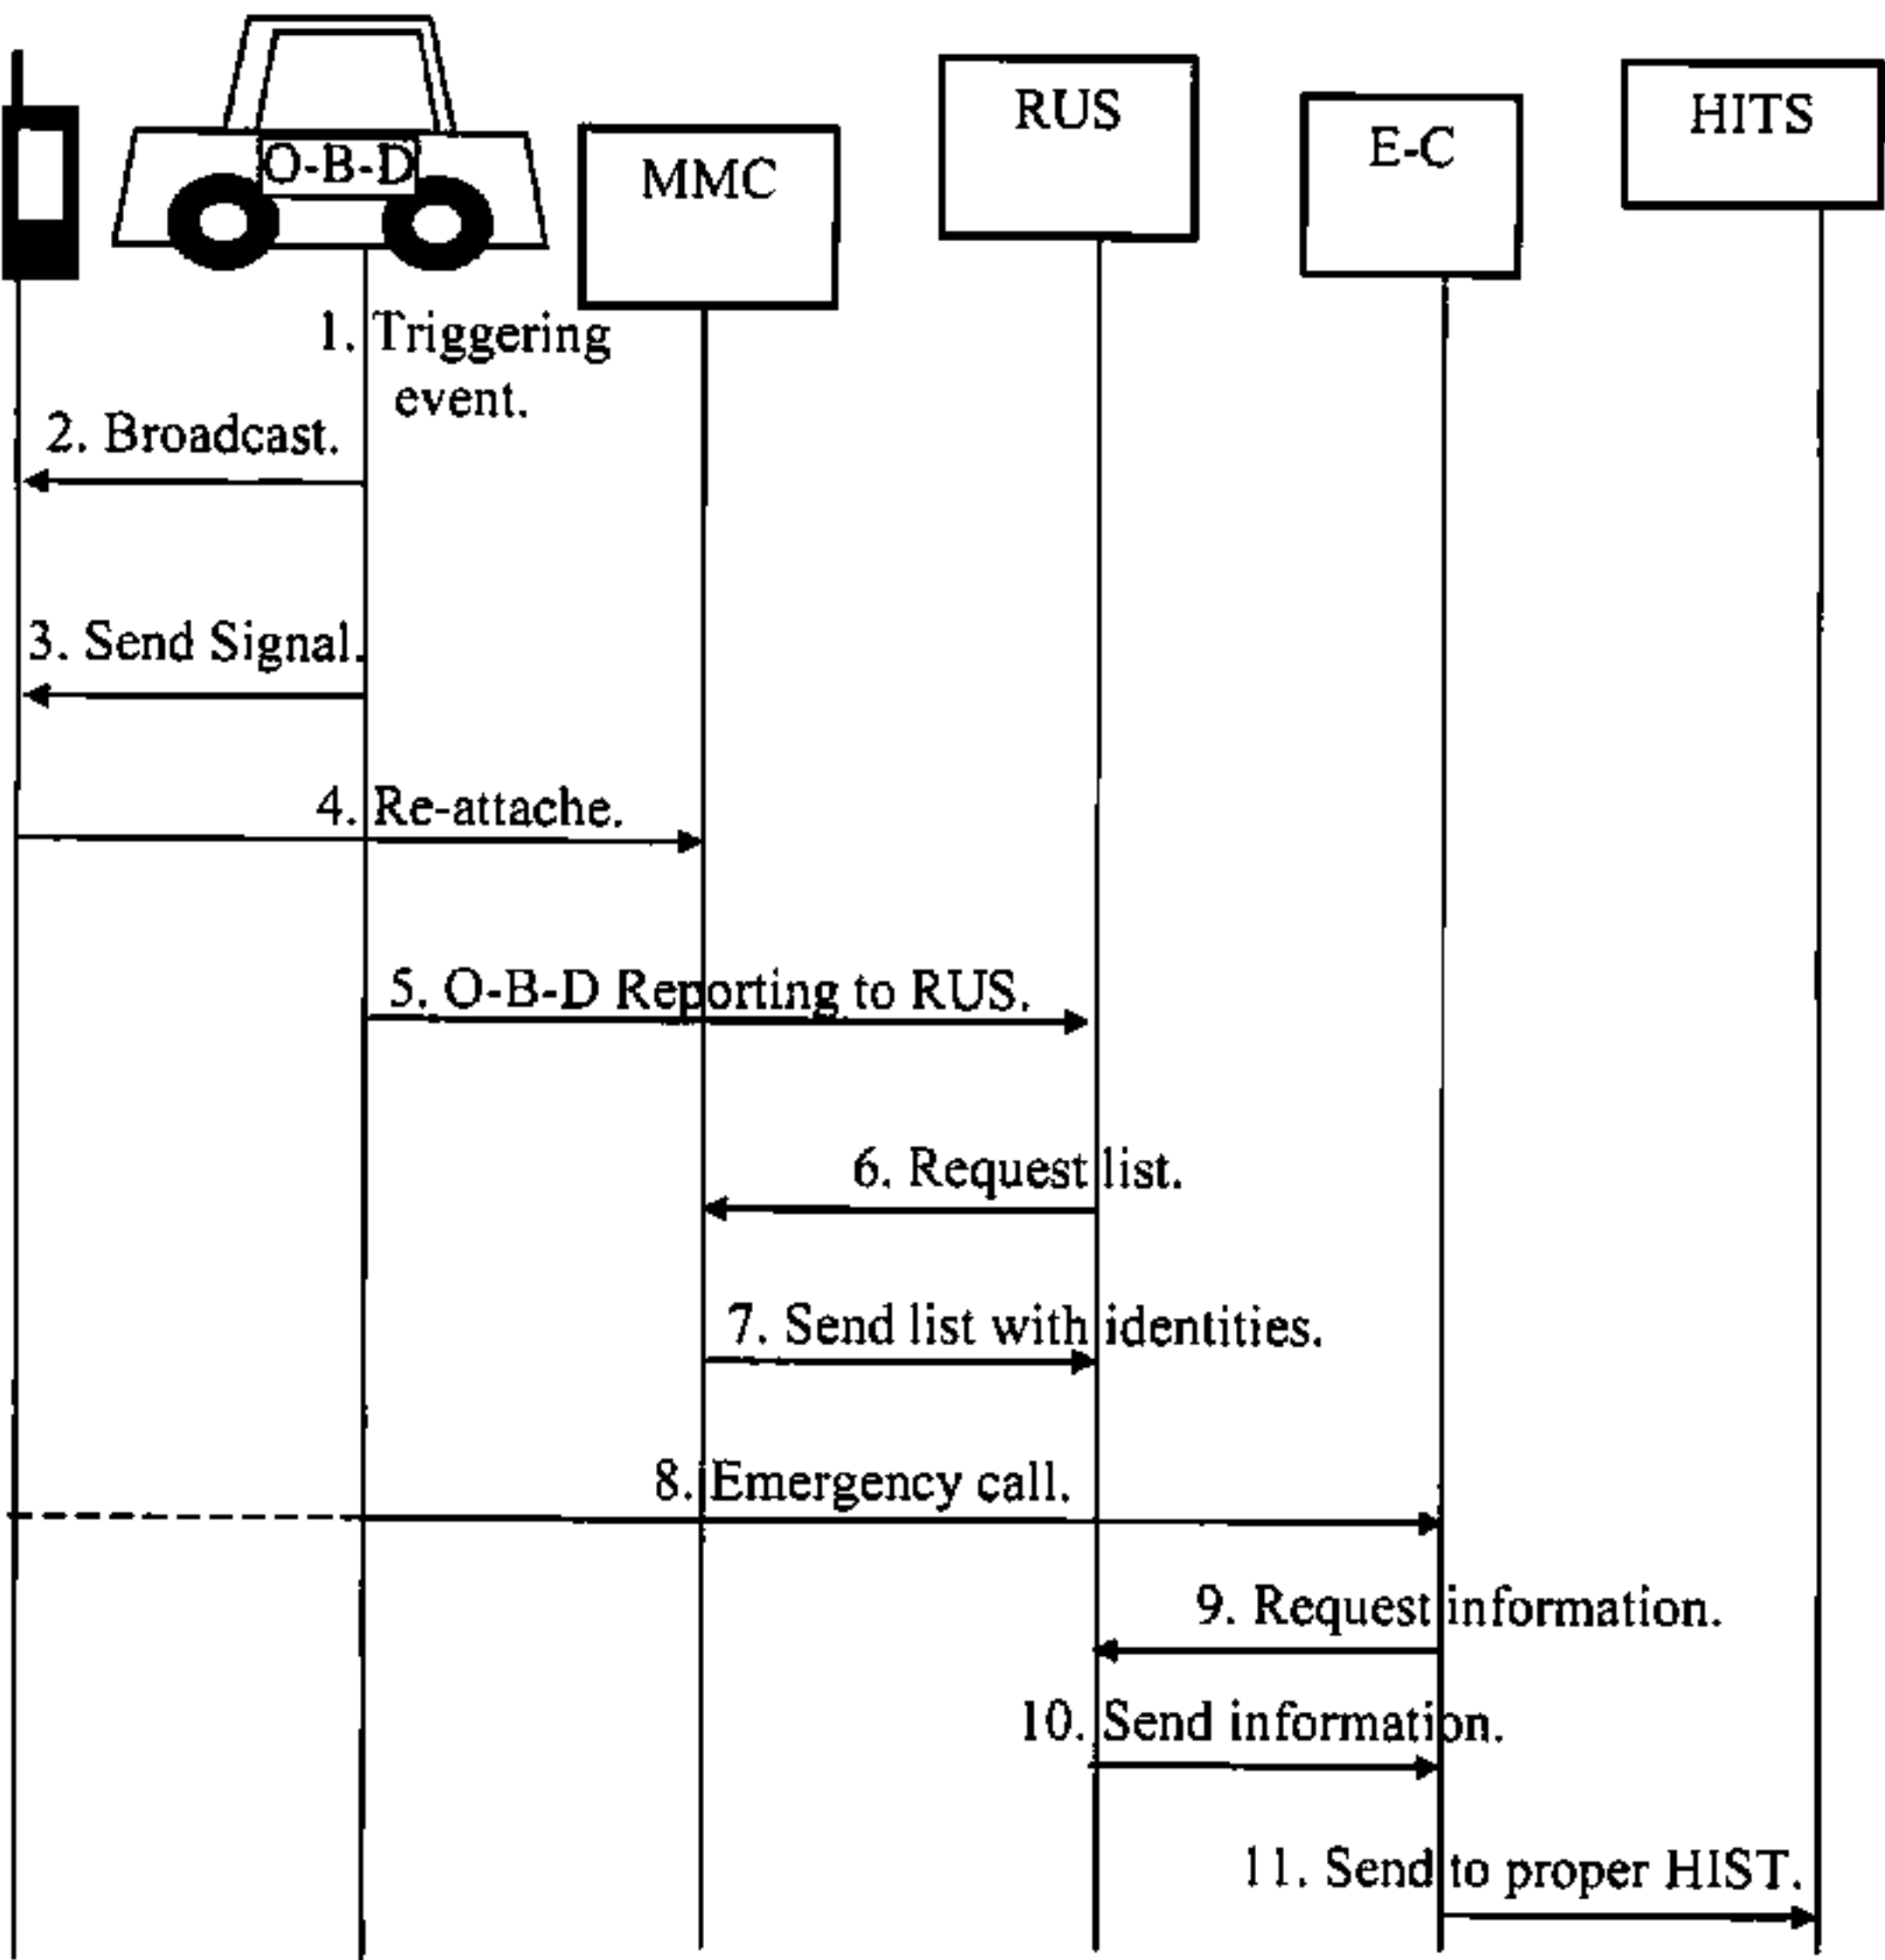 RUS
HITS
E-C
O-B-D
MMC
1. Triggering
event.
2. Broadcast.
3. Send Signal.
4. Re-attache.
5. O-B-D Reporting to RUS.
6. Request list.
7. Send list with identities.
8. Emergency call.
9. Request information.
10. Send information.
11. Send to proper HIST.